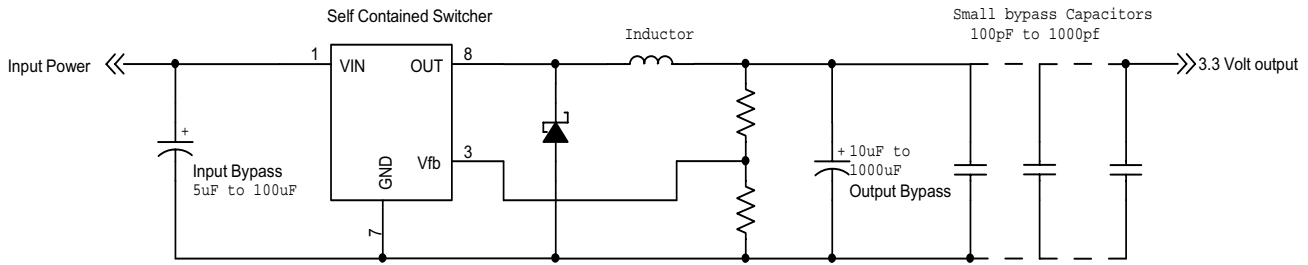 Self Contained Switcher
Small bypass Capacitors
100pF to 1000pf
Inductor
Input Power
1
VIN
OUT
8
3.3 Volt output
+
Input Bypass
5uF to 100uF
Vfb
3
GND
7
+ 10uF to
1000uF
Output Bypass